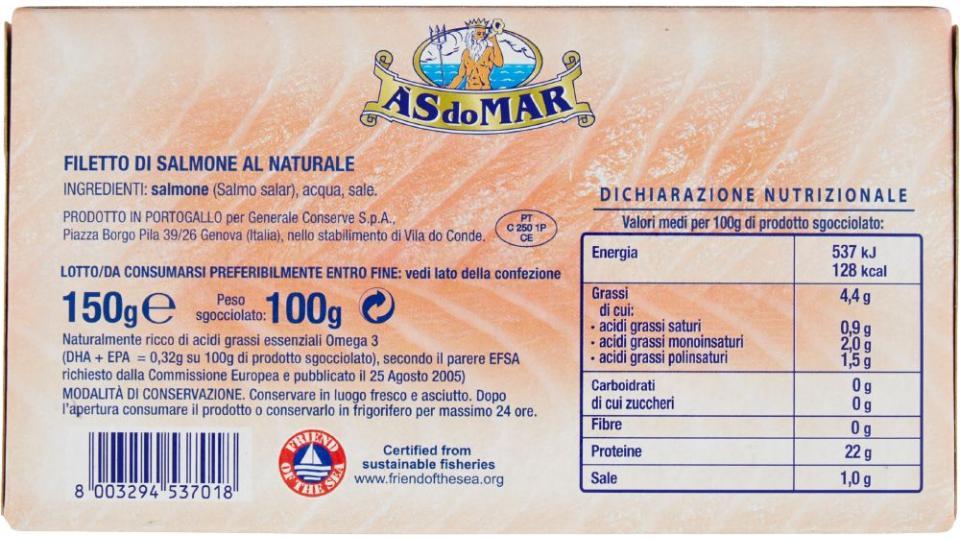 ÀS do MAR
FILETTO DI SALMONE AL NATURALE
INGREDIENTI: salmone (Salmo salar), acqua, sale.
PRODOTTO IN PORTOGALLO per Generale Conserve S.p.A.,
Piazza Borgo Pila 39/26 Genova (Italia), nello stabilimento di Vila do Conde.
PT
C 250 1P
CE
LOTTO/DA CONSUMARSI PREFERIBILMENTE ENTRO FINE: vedi lato della confezione
150g ℮ Peso sgocciolato: 100g
Naturalmente ricco di acidi grassi essenziali Omega 3
(DHA + EPA = 0,32g su 100g di prodotto sgocciolato), secondo il parere EFSA
richiesto dalla Commissione Europea e pubblicato il 25 Agosto 2005)
MODALITÀ DI CONSERVAZIONE. Conservare in luogo fresco e asciutto. Dopo
l'apertura consumare il prodotto o conservarlo in frigorifero per massimo 24 ore.
8 003294 537018
FRIEND OF THE SEA
Certified from
sustainable fisheries
www.friendofthesea.org
DICHIARAZIONE NUTRIZIONALE
Valori medi per 100g di prodotto sgocciolato:
Energia 537 kJ
128 kcal
Grassi 4,4 g
di cui:
- acidi grassi saturi 0,9 g
- acidi grassi monoinsaturi 2,0 g
- acidi grassi polinsaturi 1,5 g
Carboidrati 0 g
di cui zuccheri 0 g
Fibre 0 g
Proteine 22 g
Sale 1,0 g